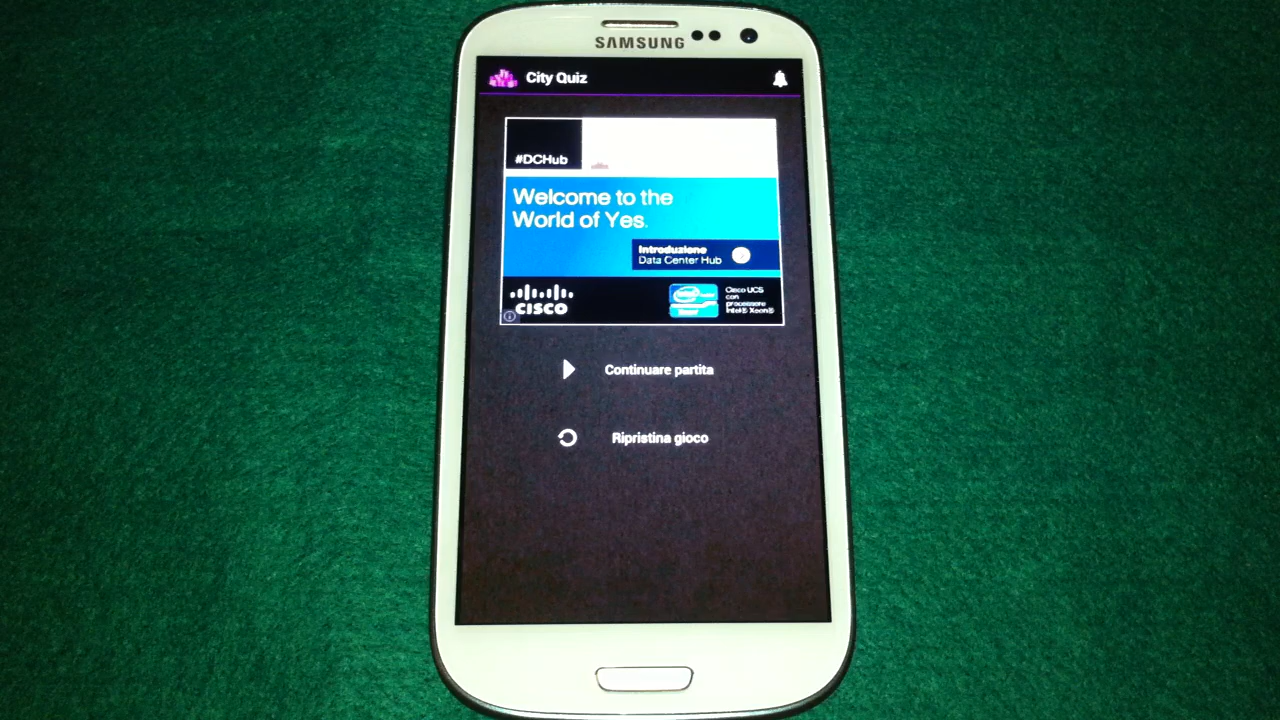 SAMSUNG
City Quiz
#DCHub
Welcome to the
World of Yes.
Introduzione
Data Center Hub
CISCO
Cisco UCS
con
processore
Intel® Xeon®
Continuare partita
Ripristina gioco